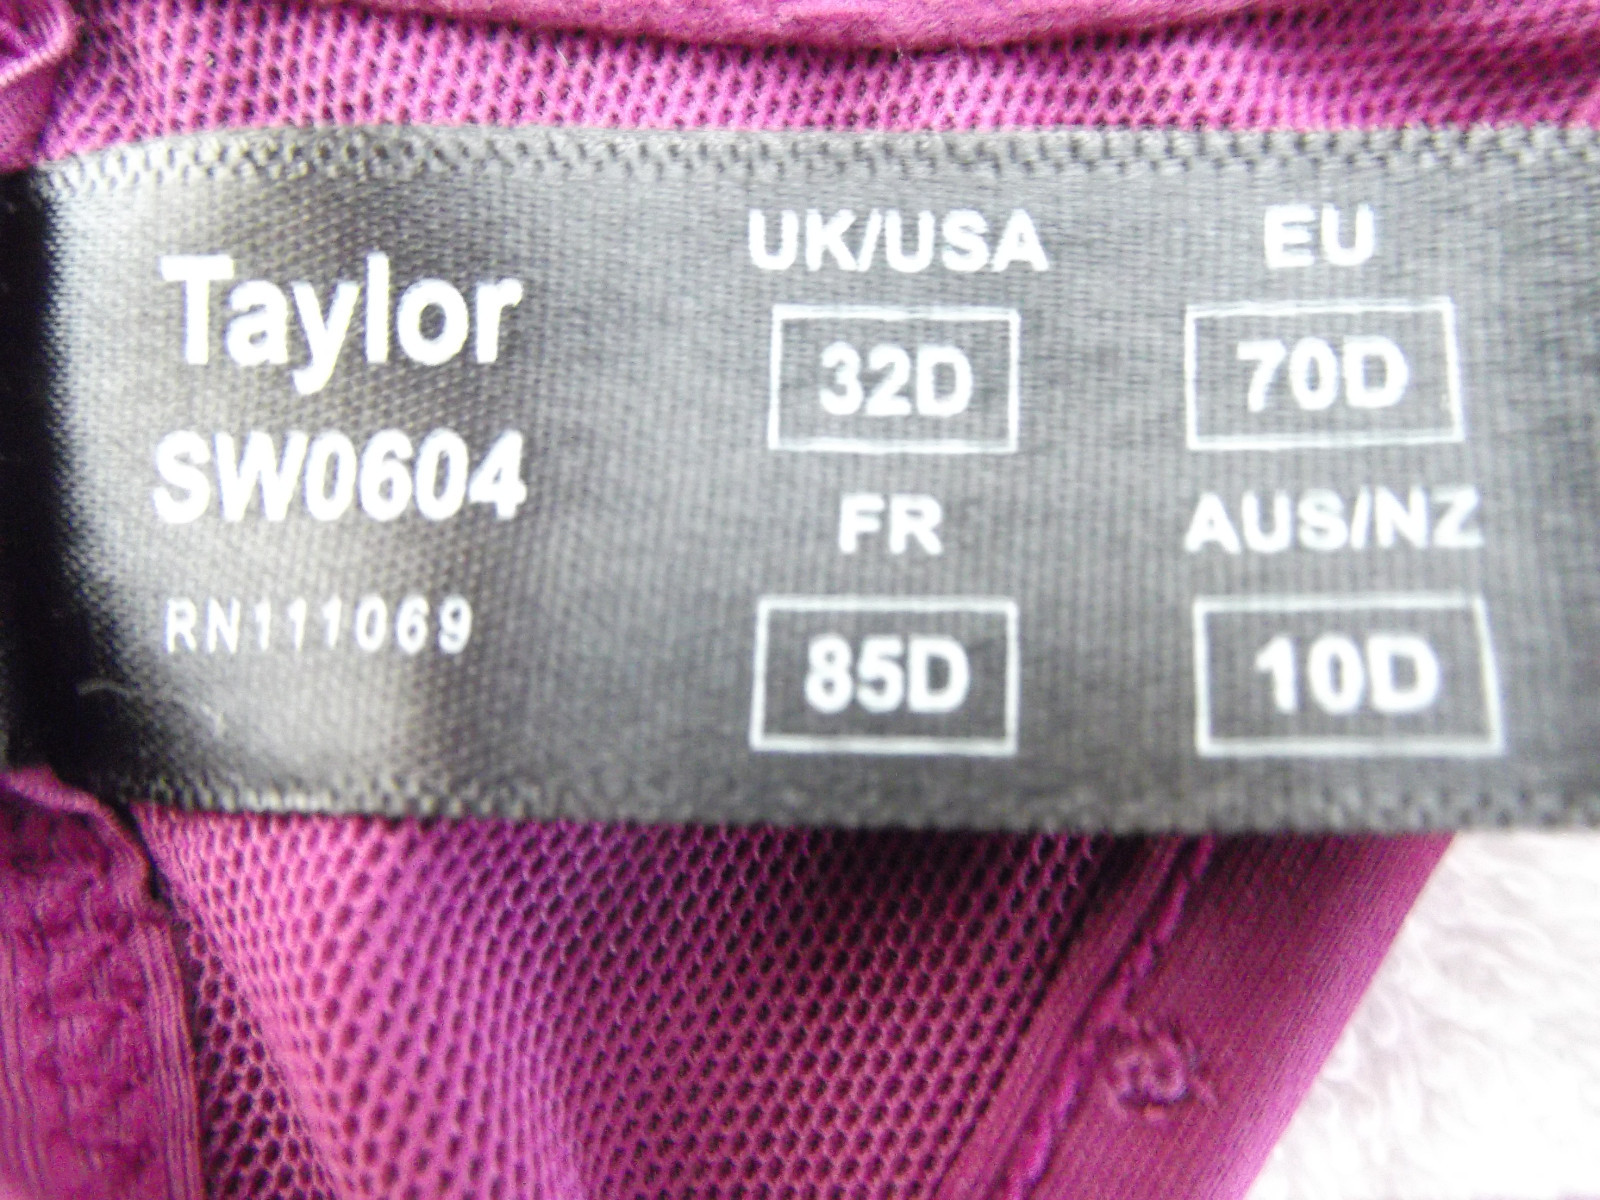 Taylor
SW0604
RN111069
UK/USA
32D
EU
70D
FR
85D
AUS/NZ
10D